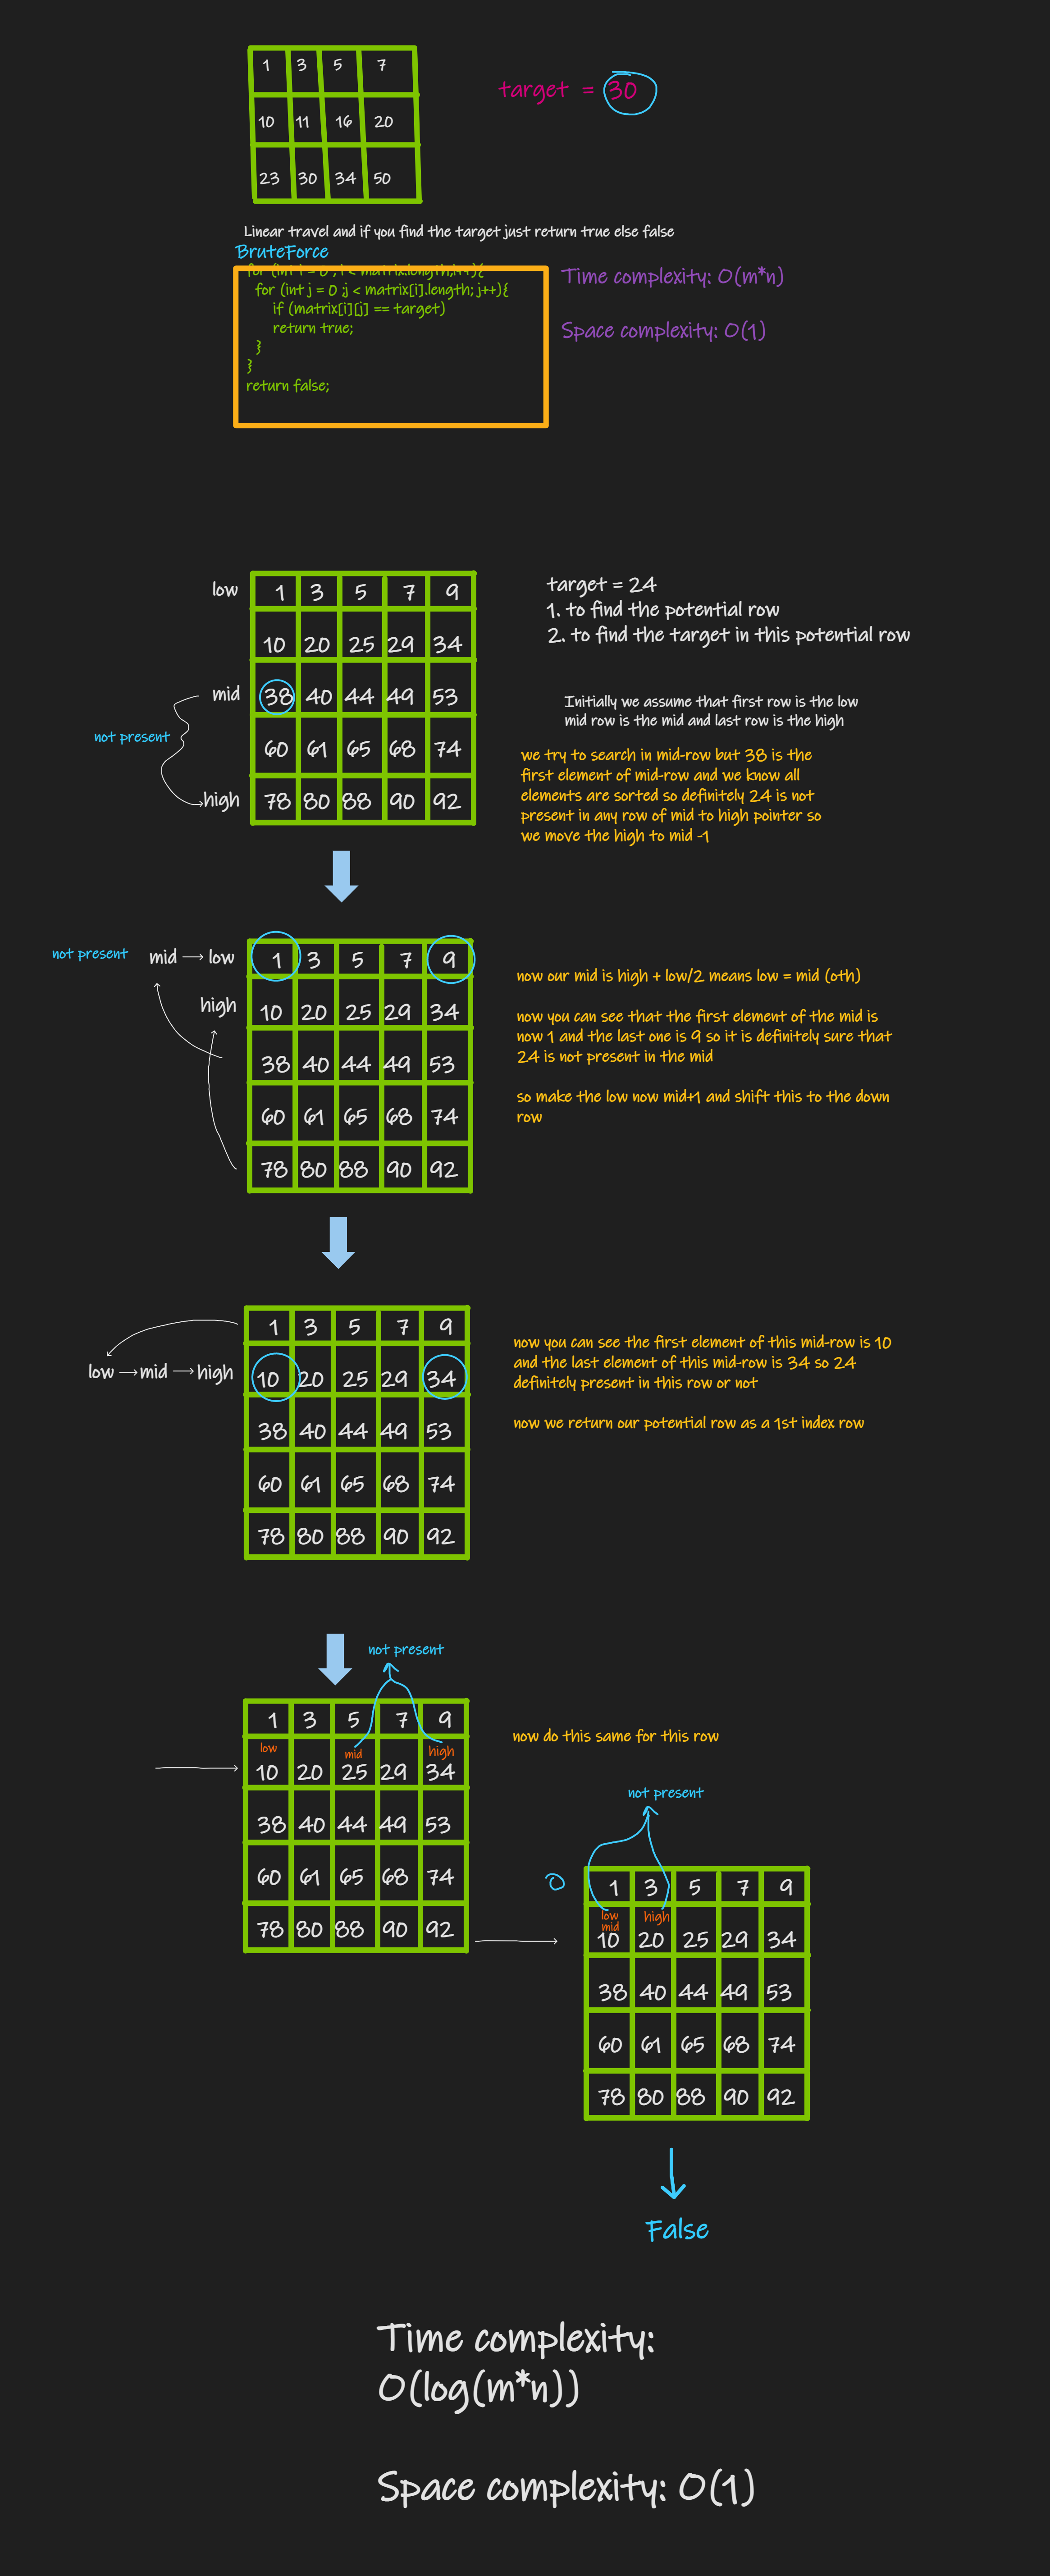 1 3 5 7
target = 30
10 11 16 20
23 30 34 50
Linear travel and if you find the target just return true else false
BruteForce
for (int i = 0 ; i < matrix.length;i++){
for (int j = 0 ;j < matrix[i].length; j++){
if (matrix[i][j] == target)
return true;
}
}
return false;
Time complexity: O(m*n)
Space complexity: O(1)
low 1 3 5 7 9
10 20 25 29 34
mid 38 40 44 49 53
not present
60 61 65 68 74
high 78 80 88 90 92
target = 24
1. to find the potential row
2. to find the target in this potential row
Initially we assume that first row is the low
mid row is the mid and last row is the high
we try to search in mid-row but 38 is the
first element of mid-row and we know all
elements are sorted so definitely 24 is not
present in any row of mid to high pointer so
we move the high to mid -1
not present mid low 1 3 5 7 9
high 10 20 25 29 34
38 40 44 49 53
60 61 65 68 74
78 80 88 90 92
now our mid is high + low/2 means low = mid (0th)
now you can see that the first element of the mid is
now 1 and the last one is 9 so it is definitely sure that
24 is not present in the mid
so make the low now mid+1 and shift this to the down
row
1 3 5 7 9
low mid high 10 20 25 29 34
38 40 44 49 53
60 61 65 68 74
78 80 88 90 92
now you can see the first element of this mid-row is 10
and the last element of this mid-row is 34 so 24
definitely present in this row or not
now we return our potential row as a 1st index row
not present
1 3 5 7 9
low mid high
10 20 25 29 34
38 40 44 49 53
60 61 65 68 74
78 80 88 90 92
now do this same for this row
not present
1 3 5 7 9
low high
mid
10 20 25 29 34
38 40 44 49 53
60 61 65 68 74
78 80 88 90 92
False
Time complexity:
O(log(m*n))
Space complexity: O(1)